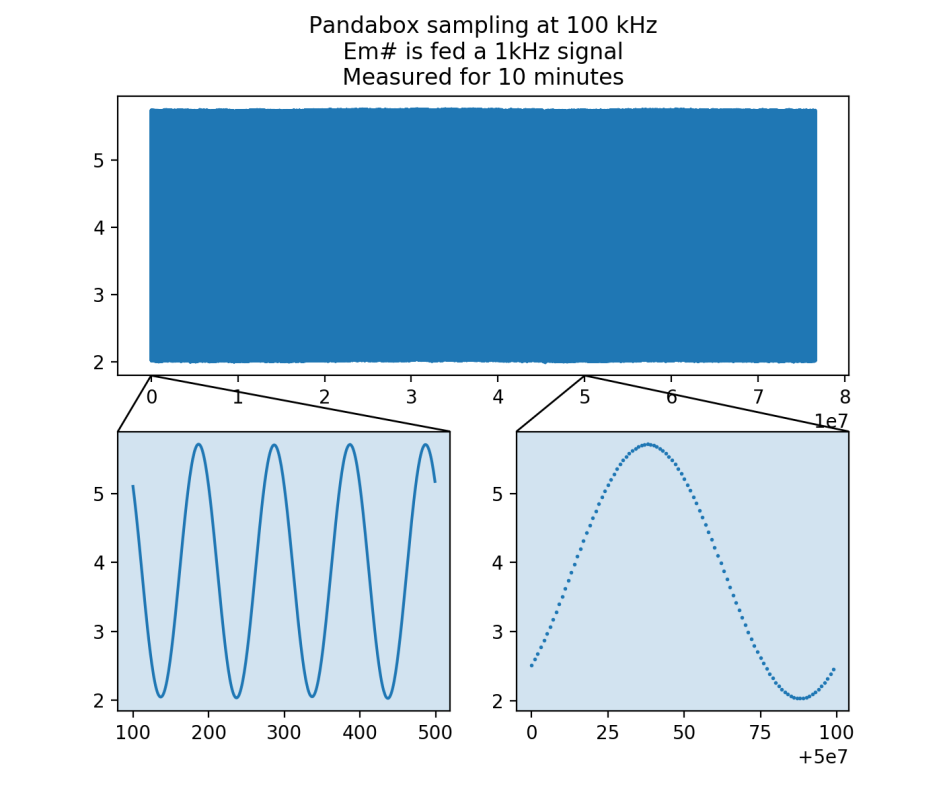 Pandabox sampling at 100 kHz
Em# is fed a 1kHz signal
Measured for 10 minutes
5
4
3
2
0 1 2 3 4 5 6 7 8
1e7
5
4
3
2
100 200 300 400 500
5
4
3
2
0 25 50 75 100
+5e7